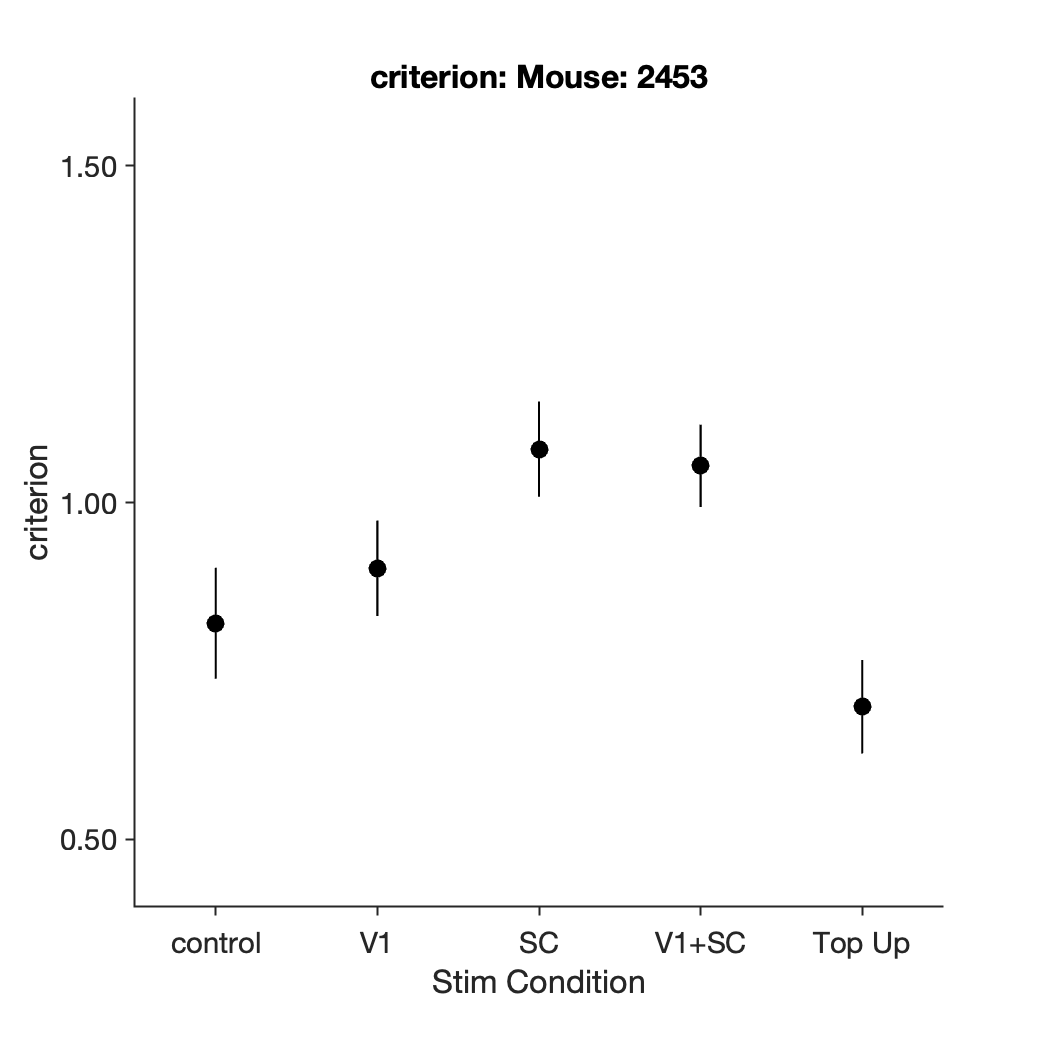 criterion: Mouse: 2453
1.50
1.00
0.50
criterion
control
V1
SC
V1+SC
Top Up
Stim Condition